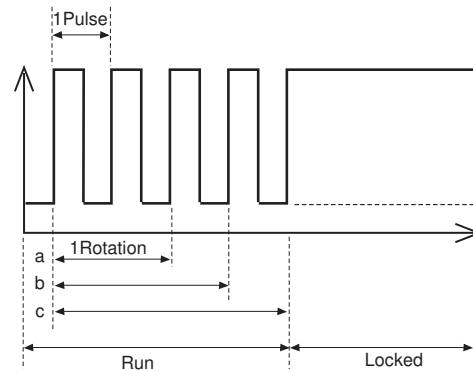 1Pulse
a
1Rotation
b
c
Run
Locked